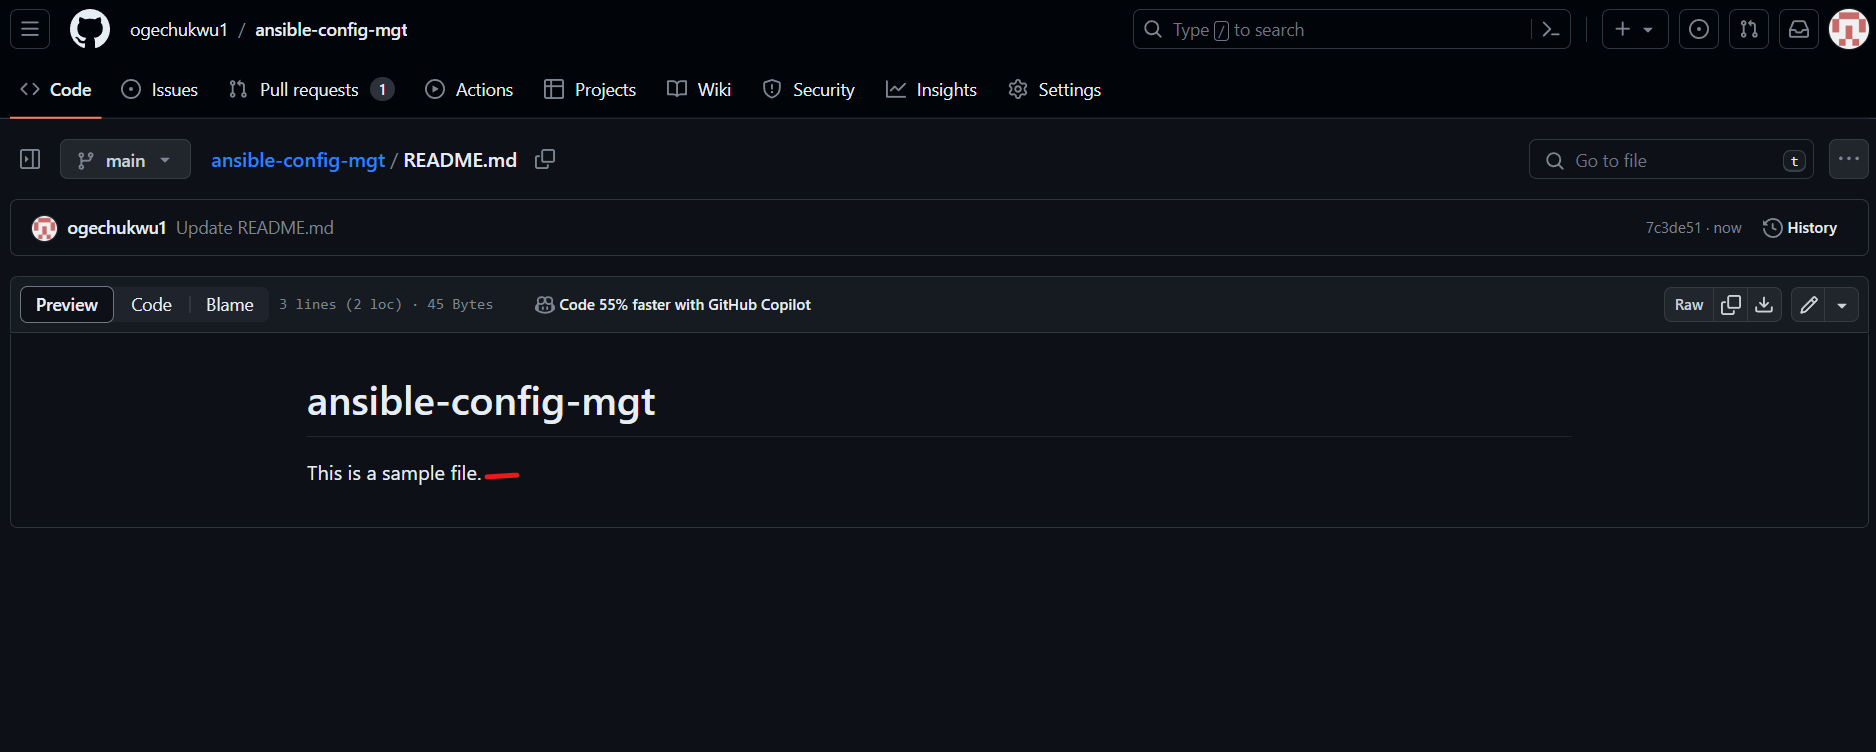 ogechukwu1 / ansible-config-mgt
Type / to search
Code Issues Pull requests 1 Actions Projects Wiki Security Insights Settings
main ansible-config-mgt / README.md
Go to file t
ogechukwu1 Update README.md
7c3de51 · now History
Preview Code Blame 3 lines (2 loc) · 45 Bytes Code 55% faster with GitHub Copilot
Raw
ansible-config-mgt
This is a sample file.